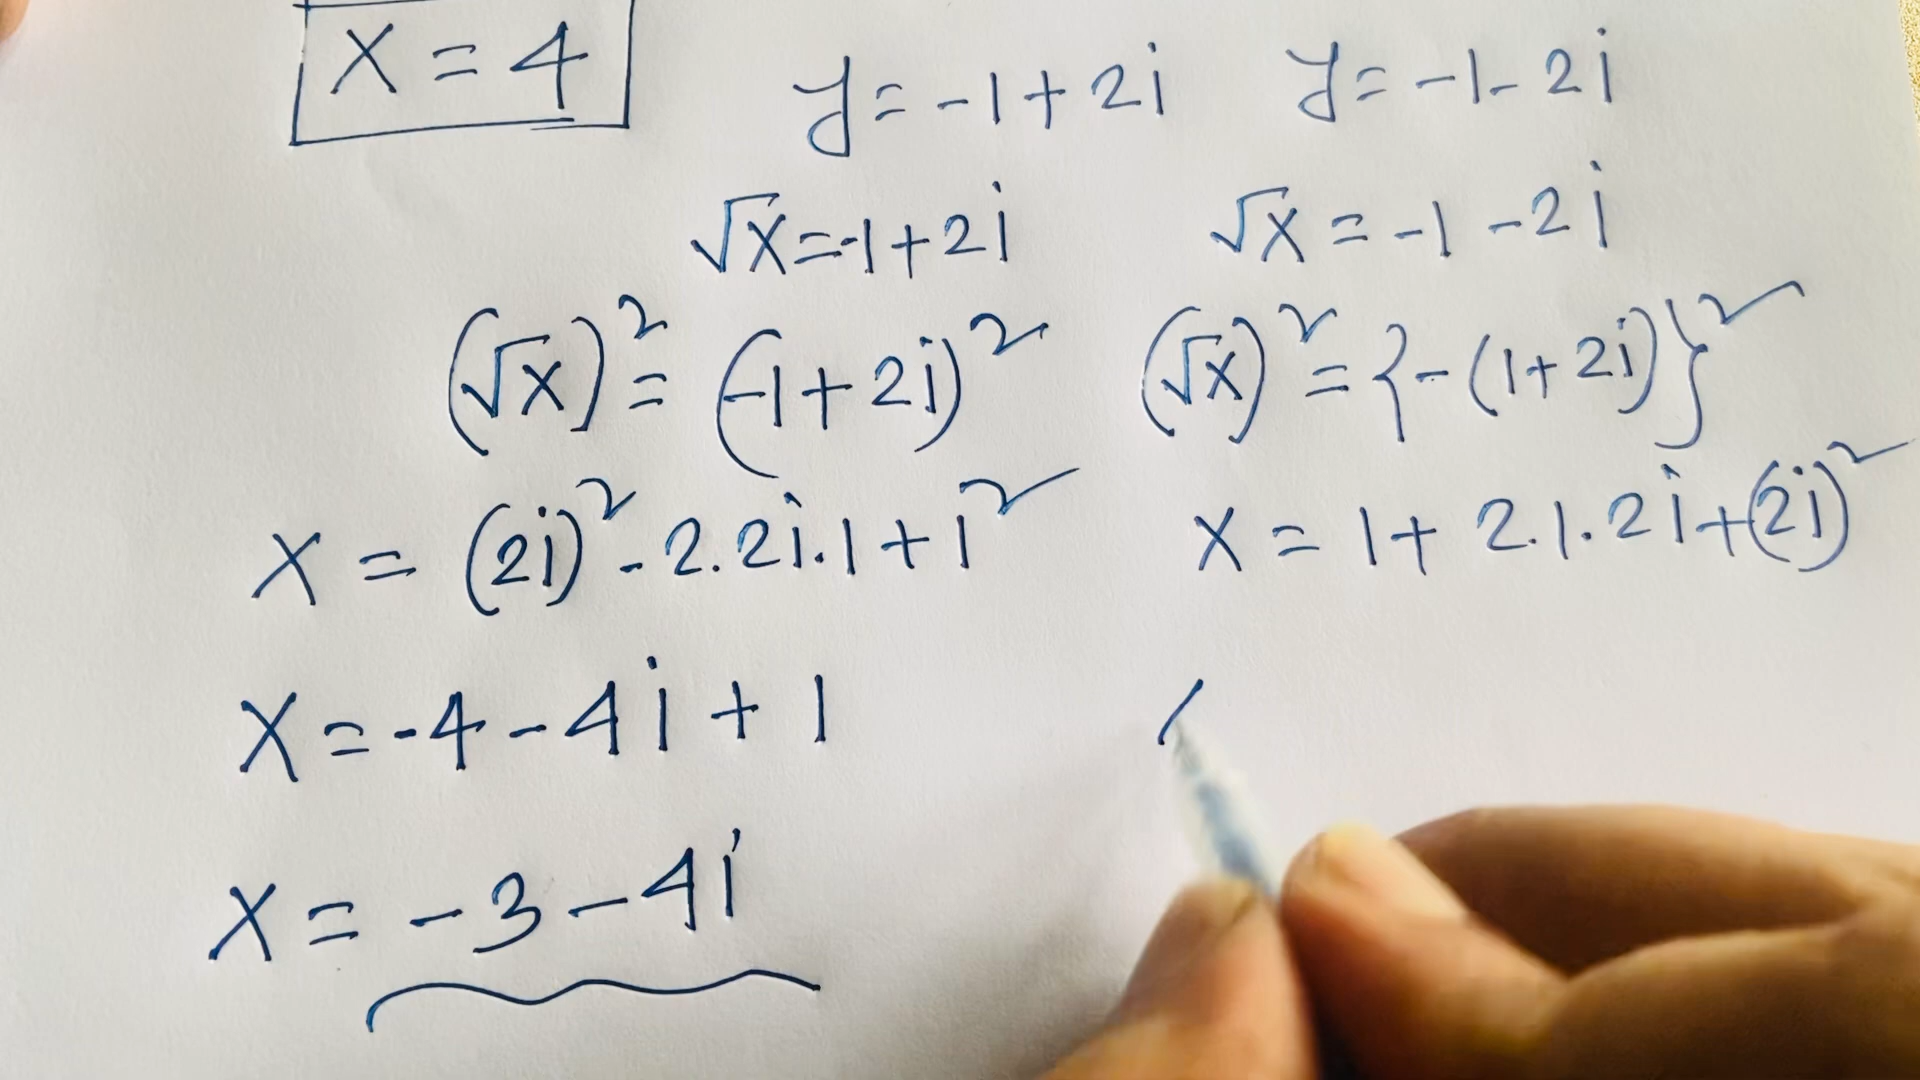 x = 4
y = -1 + 2i
y = -1 - 2i
√x = -1 + 2i
√x = -1 - 2i
(√x)² = (-1 + 2i)²
(√x)² = {-(1 + 2i)}²
x = (2i)² - 2.2i.1 + 1²
x = 1 + 2.1.2i + (2i)²
x = -4 - 4i + 1
x = -3 - 4i